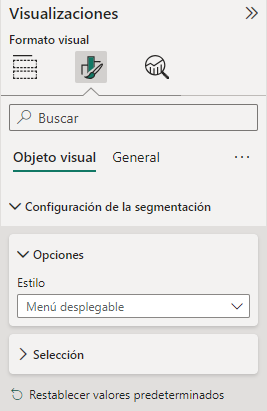 Visualizaciones
Formato visual
Buscar
Objeto visual General
Configuración de la segmentación
Opciones
Estilo
Menú desplegable
Selección
Restablecer valores predeterminados